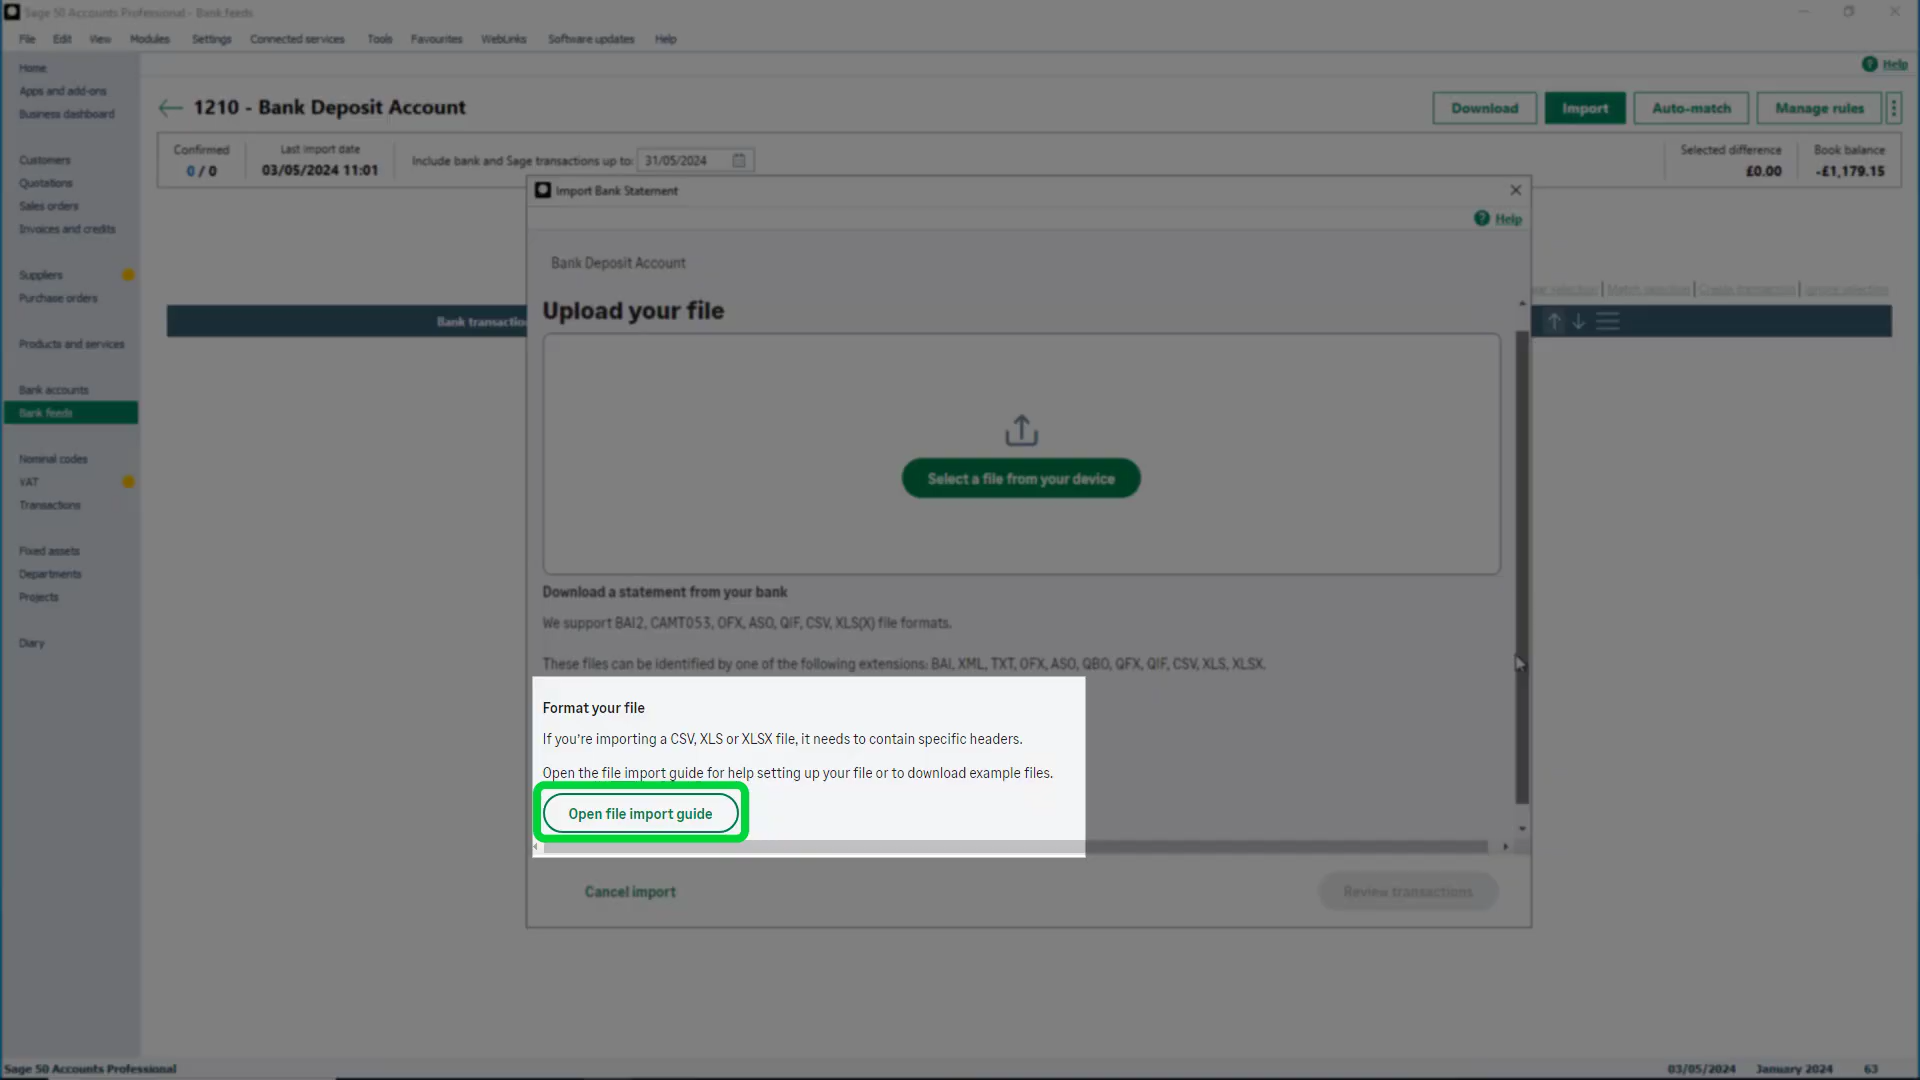 Sage 50 Accounts Professional - Bank feeds
File Edit View Modules Settings Connected services Tools Favourites WebLinks Software updates Help
Help
Home
Apps and add-ons
Business dashboard
Customers
Quotations
Sales orders
Invoices and credits
Suppliers
Purchase orders
Products and services
Bank accounts
Bank feeds
Nominal codes
VAT
Transactions
Fixed assets
Departments
Projects
Diary
1210 - Bank Deposit Account
Download Import Auto-match Manage rules
Confirmed
0 / 0
Last import date
03/05/2024 11:01
Include bank and Sage transactions up to: 31/05/2024
Selected difference
£0.00
Book balance
-£1,179.15
selection | Match selection | Create transaction | Ignore selection
Bank transactio
Import Bank Statement
Help
Bank Deposit Account
Upload your file
Select a file from your device
Download a statement from your bank
We support BAI2, CAMT053, OFX, ASO, QIF, CSV, XLS(X) file formats.
These files can be identified by one of the following extensions: BAI, XML, TXT, OFX, ASO, QBO, QFX, QIF, CSV, XLS, XLSX.
Format your file
If you're importing a CSV, XLS or XLSX file, it needs to contain specific headers.
Open the file import guide for help setting up your file or to download example files.
Open file import guide
Cancel import
Review transactions
Sage 50 Accounts Professional
03/05/2024 January 2024 63